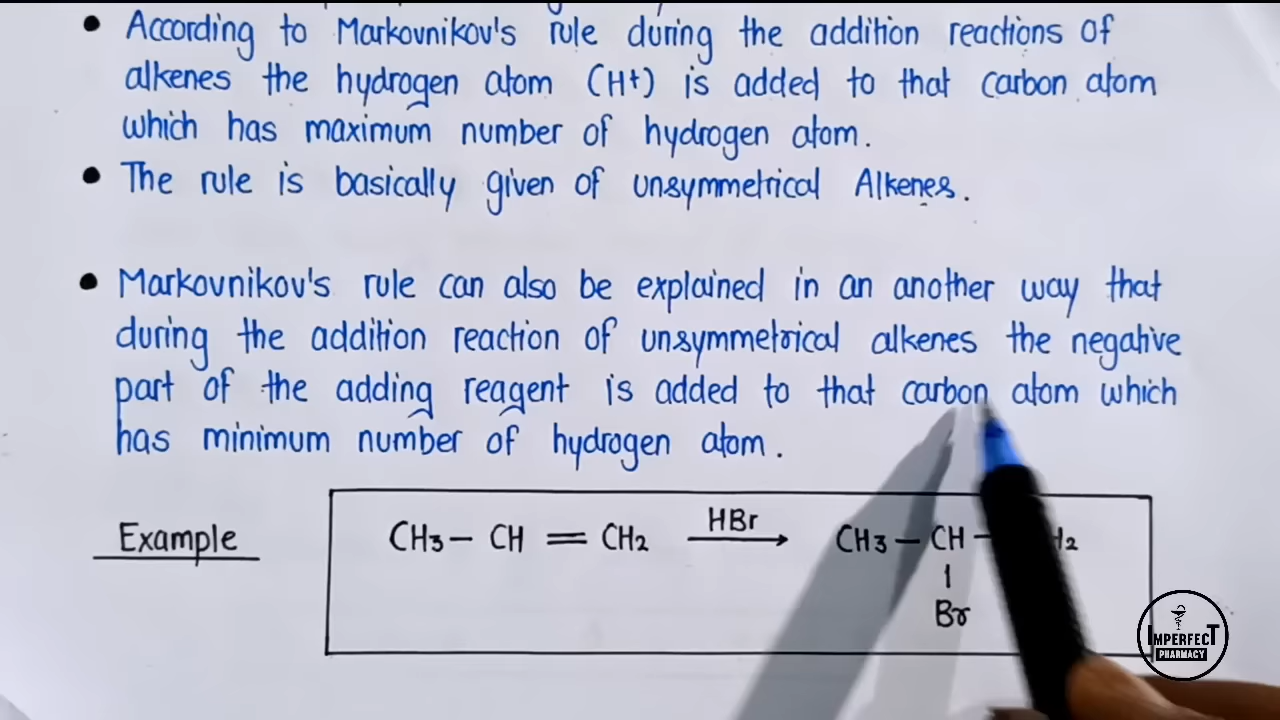 • According to Markovnikov's rule during the addition reactions of
alkenes the hydrogen atom (H+) is added to that carbon atom
which has maximum number of hydrogen atom.
• The rule is basically given of unsymmetrical Alkenes.
• Markovnikov's rule can also be explained in an another way that
during the addition reaction of unsymmetrical alkenes the negative
part of the adding reagent is added to that carbon atom which
has minimum number of hydrogen atom.
Example
CH3 – CH = CH2 HBr → CH3 – CH – H2
|
Br
IMPERFECT
PHARMACY